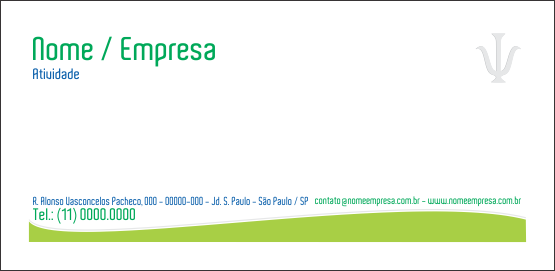 Nome / Empresa
Atividade
R. Alonso Vasconcelos Pacheco, 000 - 00000-000 - Jd. S. Paulo - São Paulo / SP contato@nomeempresa.com.br - www.nomeempresa.com.br
Tel.: (11) 0000.0000